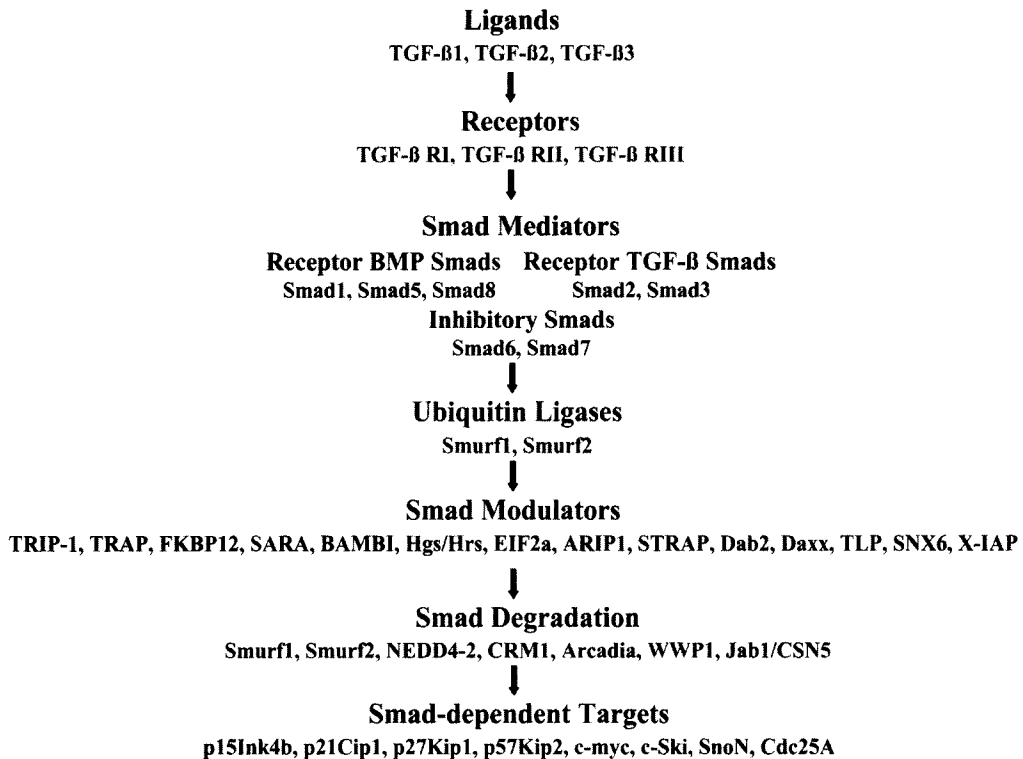 Ligands
TGF-ß1, TGF-ß2, TGF-ß3
Receptors
TGF-ß RI, TGF-ß RII, TGF-ß RIII
Smad Mediators
Receptor BMP Smads Receptor TGF-ß Smads
Smad1, Smad5, Smad8 Smad2, Smad3
Inhibitory Smads
Smad6, Smad7
Ubiquitin Ligases
Smurf1, Smurf2
Smad Modulators
TRIP-1, TRAP, FKBP12, SARA, BAMBI, Hgs/Hrs, EIF2a, ARIP1, STRAP, Dab2, Daxx, TLP, SNX6, X-IAP
Smad Degradation
Smurf1, Smurf2, NEDD4-2, CRM1, Arcadia, WWP1, Jab1/CSN5
Smad-dependent Targets
p15Ink4b, p21Cip1, p27Kip1, p57Kip2, c-myc, c-Ski, SnoN, Cdc25A